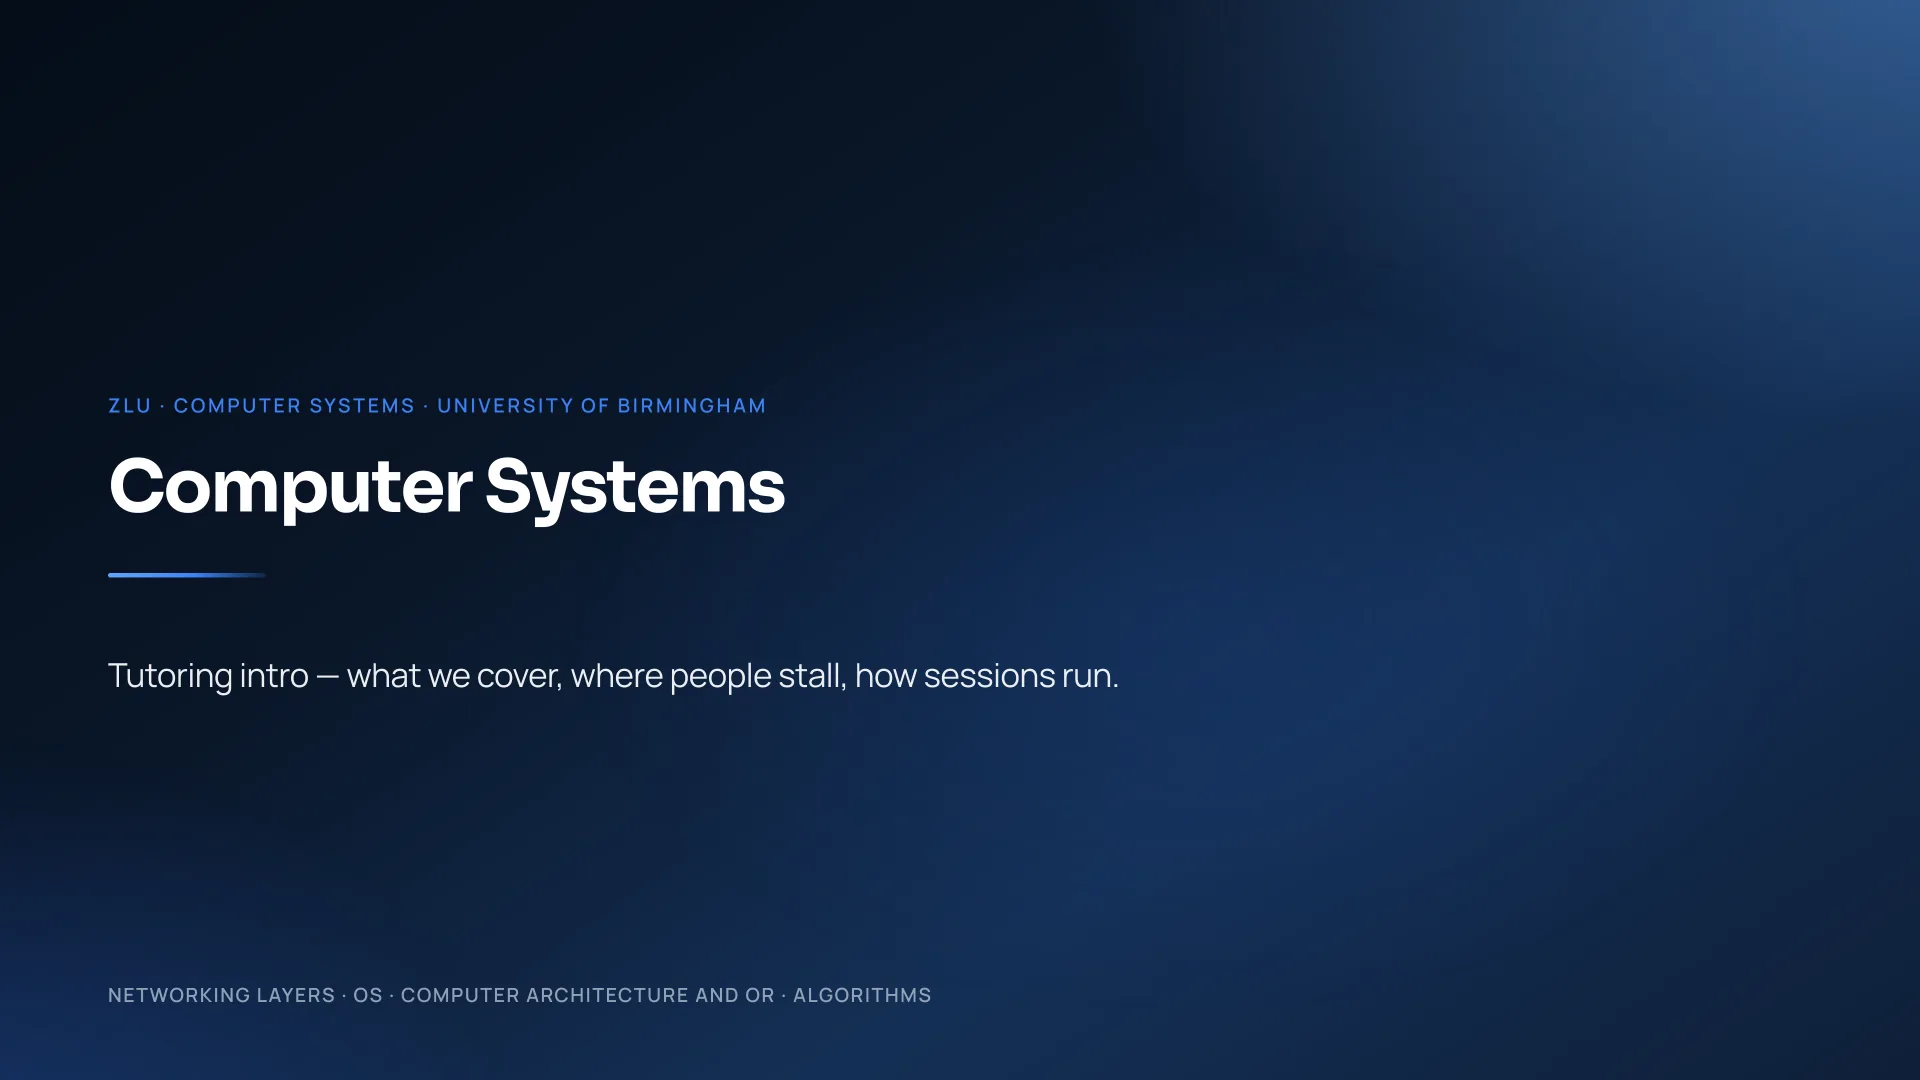 ZLU · COMPUTER SYSTEMS · UNIVERSITY OF BIRMINGHAM
Computer Systems
Tutoring intro — what we cover, where people stall, how sessions run.
NETWORKING LAYERS · OS · COMPUTER ARCHITECTURE AND OR · ALGORITHMS